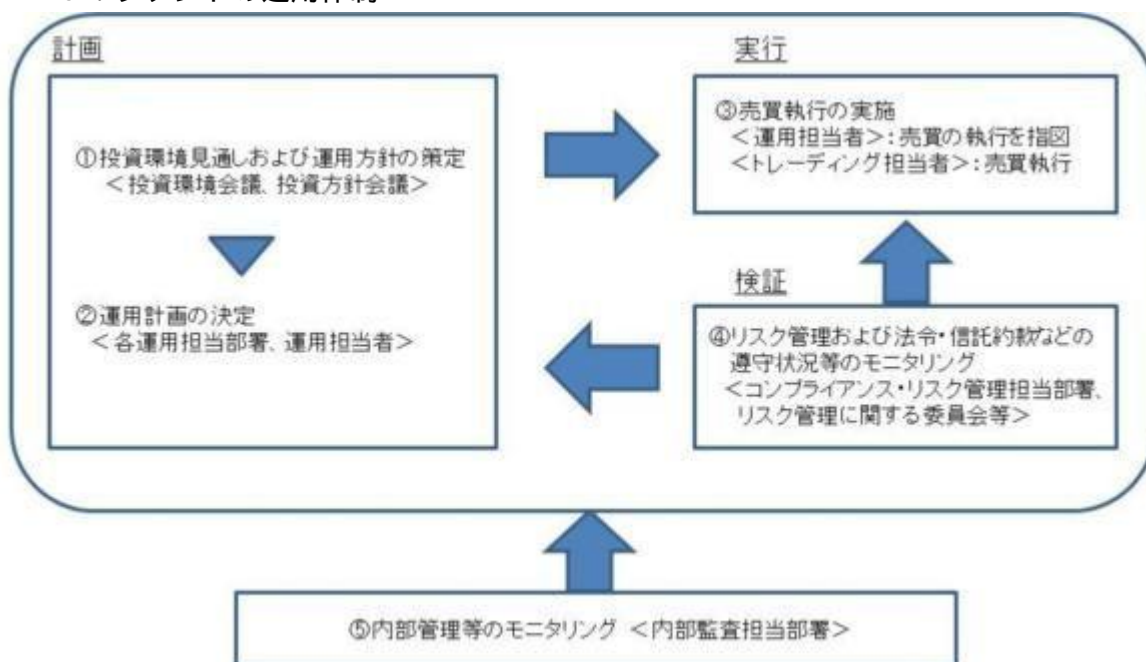 計画
①投資環境見通しおよび運用方針の策定
<投資環境会議、投資方針会議>
②運用計画の決定
<各運用担当部署、運用担当者>
実行
③売買執行の実施
<運用担当者>:売買の執行を指図
<トレーディング担当者>:売買執行
検証
④リスク管理および法令・信託約款などの
遵守状況等のモニタリング
<コンプライアンス・リスク管理担当部署、
リスク管理に関する委員会等>
⑤内部管理等のモニタリング <内部監査担当部署>